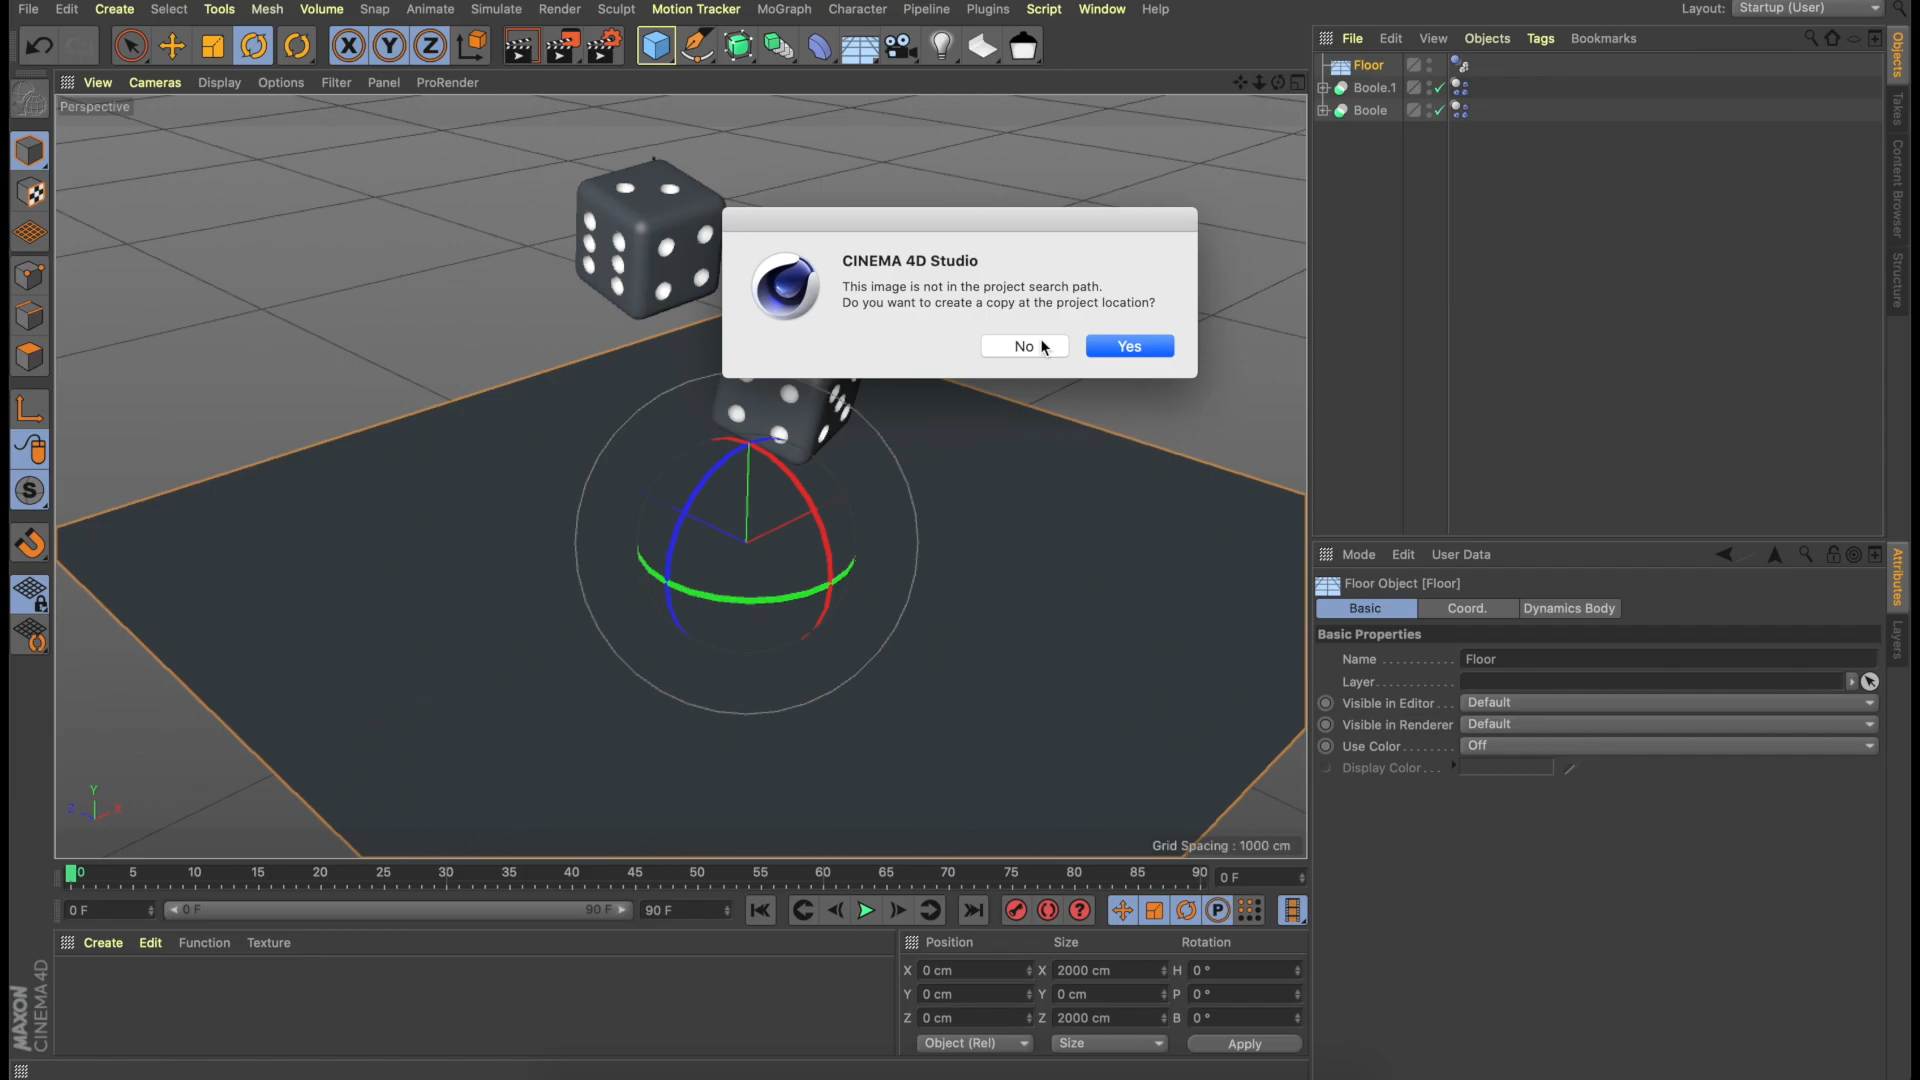 File Edit Create Select Tools Mesh Volume Snap Animate Simulate Render Sculpt Motion Tracker MoGraph Character Pipeline Plugins Script Window Help Layout: Startup (User)
X Y Z
File Edit View Objects Tags Bookmarks
View Cameras Display Options Filter Panel ProRender
Perspective
Floor
Boole.1
Boole
Objects
Takes
Content Browser
Structure
CINEMA 4D Studio
This image is not in the project search path.
Do you want to create a copy at the project location?
No Yes
S
Mode Edit User Data
Floor Object [Floor]
Basic Coord. Dynamics Body
Basic Properties
Name Floor
Layer
Visible in Editor Default
Visible in Renderer Default
Use Color Off
Display Color
Attributes
Layers
Y
Z X
Grid Spacing : 1000 cm
0 5 10 15 20 25 30 35 40 45 50 55 60 65 70 75 80 85 90 0 F
0 F 0 F 90 F 90 F
? P
Create Edit Function Texture
Position Size Rotation
X 0 cm X 2000 cm H 0 °
Y 0 cm Y 0 cm P 0 °
Z 0 cm Z 2000 cm B 0 °
Object (Rel) Size Apply
MAXON
CINEMA 4D